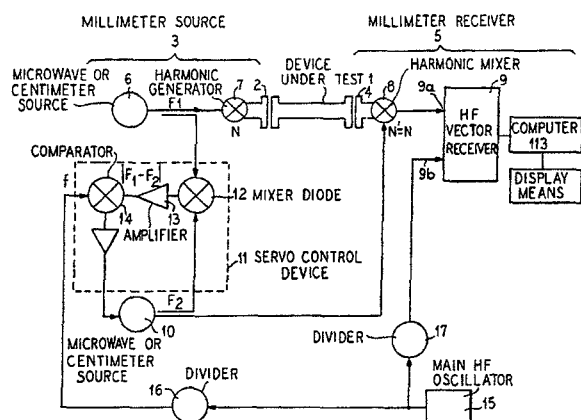 MILLIMETER SOURCE
3
MILLIMETER RECEIVER
5
MICROWAVE OR
CENTIMETER
SOURCE
6
HARMONIC
GENERATOR
7
DEVICE
UNDER
TEST 1
2
4
8
HARMONIC MIXER
F1
N
N'=N
9a
9
HF
VECTOR
RECEIVER
9b
COMPUTER
113
DISPLAY
MEANS
COMPARATOR
f
F1-F2
14
13
AMPLIFIER
12 MIXER DIODE
11 SERVO CONTROL
DEVICE
F2
10
MICROWAVE OR
CENTIMETER
SOURCE
DIVIDER
17
16
DIVIDER
MAIN HF
OSCILLATOR
15